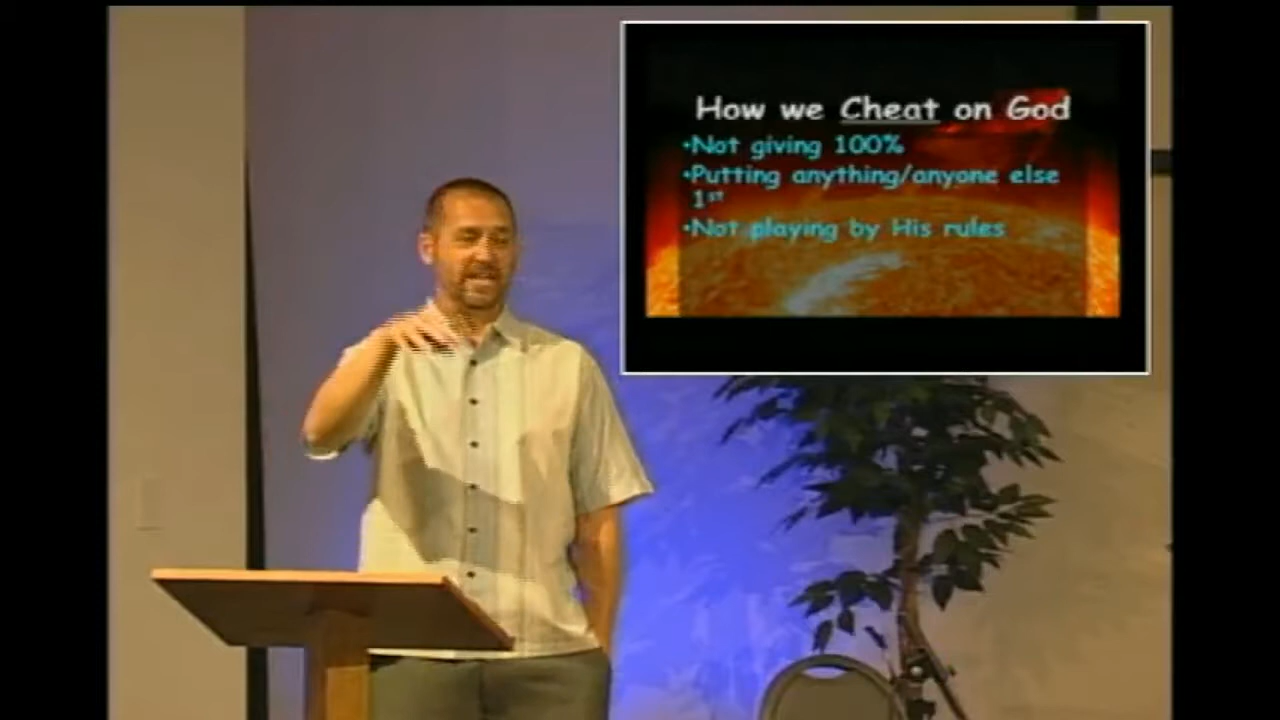 How we Cheat on God
•Not giving 100%
•Putting anything/anyone else
1st
•Not playing by His rules